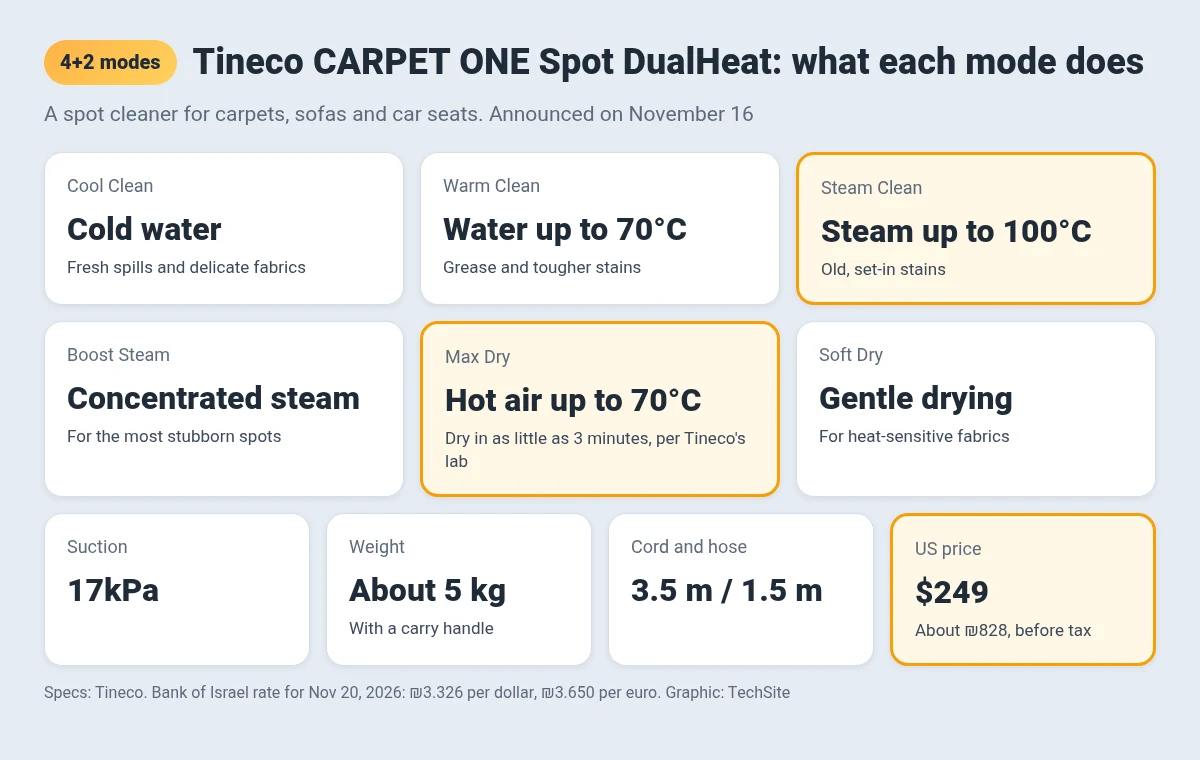 4+2 modes
Tineco CARPET ONE Spot DualHeat: what each mode does
A spot cleaner for carpets, sofas and car seats. Announced on November 16
Cool Clean
Cold water
Fresh spills and delicate fabrics
Warm Clean
Water up to 70°C
Grease and tougher stains
Steam Clean
Steam up to 100°C
Old, set-in stains
Boost Steam
Concentrated steam
For the most stubborn spots
Max Dry
Hot air up to 70°C
Dry in as little as 3 minutes, per Tineco's
lab
Soft Dry
Gentle drying
For heat-sensitive fabrics
Suction
17kPa
Weight
About 5 kg
With a carry handle
Cord and hose
3.5 m / 1.5 m
US price
$249
About ₪828, before tax
Specs: Tineco. Bank of Israel rate for Nov 20, 2026: ₪3.326 per dollar, ₪3.650 per euro. Graphic: TechSite